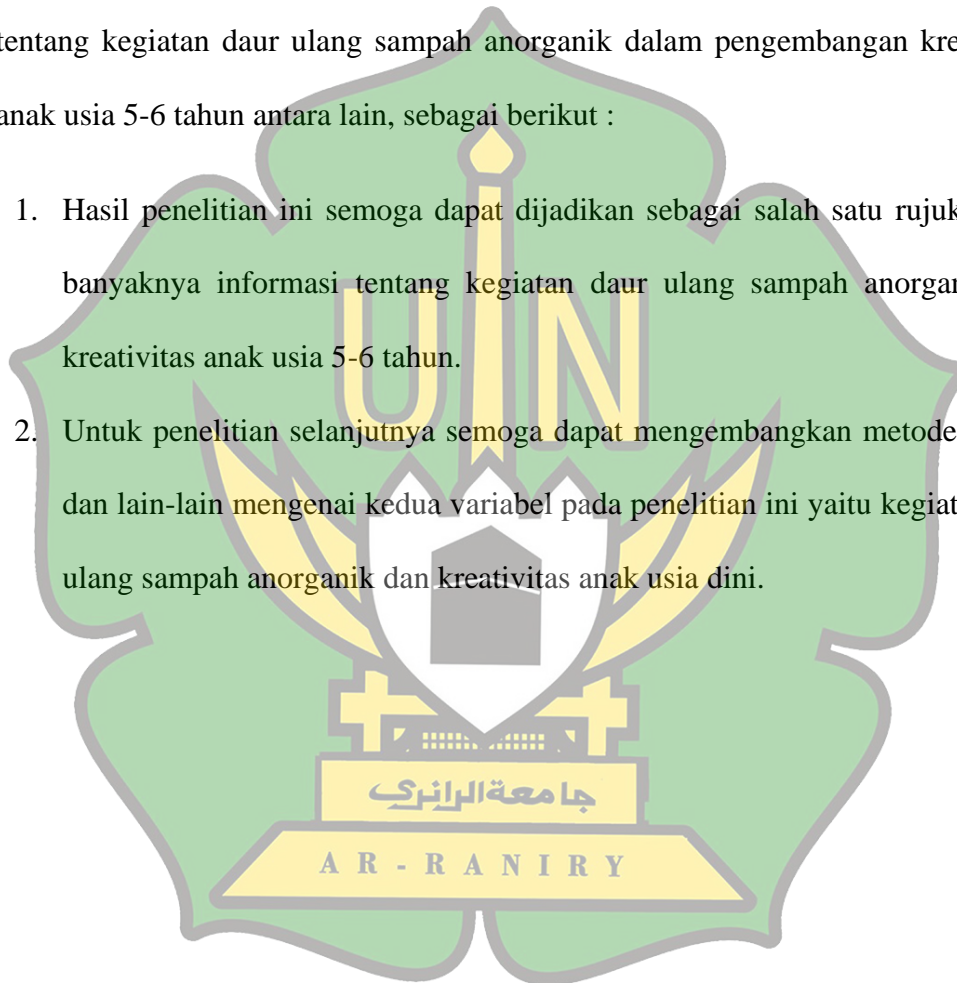 tentang kegiatan daur ulang sampah anorganik dalam pengembangan kre
anak usia 5-6 tahun antara lain, sebagai berikut :
1. Hasil penelitian ini semoga dapat dijadikan sebagai salah satu rujuk
banyaknya informasi tentang kegiatan daur ulang sampah anorgan
kreativitas anak usia 5-6 tahun.
2. Untuk penelitian selanjutnya semoga dapat mengembangkan metode
dan lain-lain mengenai kedua variabel pada penelitian ini yaitu kegiat
ulang sampah anorganik dan kreativitas anak usia dini.
UIN
جامعة الرانري
AR-RANIRY